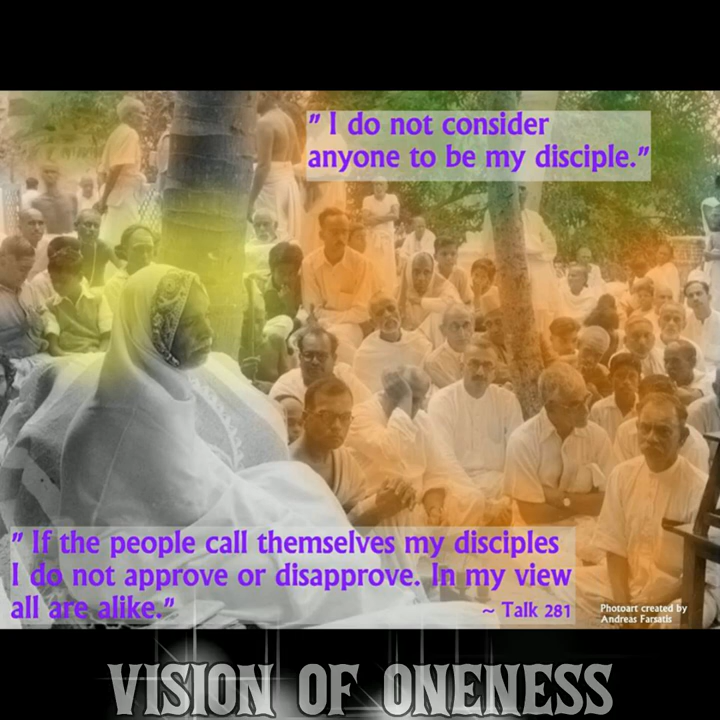 " I do not consider
anyone to be my disciple."
" If the people call themselves my disciples
I do not approve or disapprove. In my view
all are alike."
~ Talk 281
Photoart created by
Andreas Farsatis
VISION OF ONENESS